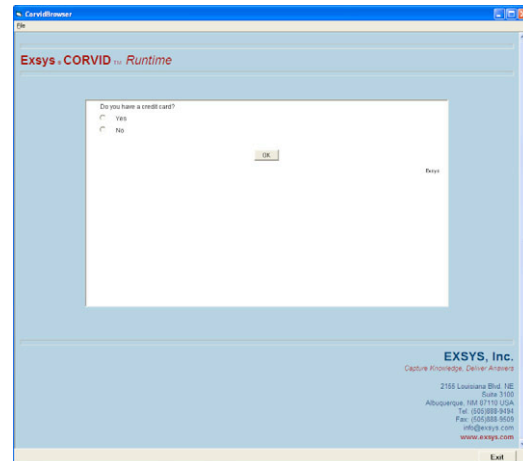 CorvidBrowser
File
Exsys ® CORVID TM Runtime
Do you have a credit card?
Yes
No
OK
Exsys
EXSYS, Inc.
Capture Knowledge, Deliver Answers
2155 Louisiana Blvd. NE
Suite 3100
Albuquerque, NM 87110 USA
Tel: (505)888-9494
Fax: (505)888-9509
info@exsys.com
www.exsys.com
Exit